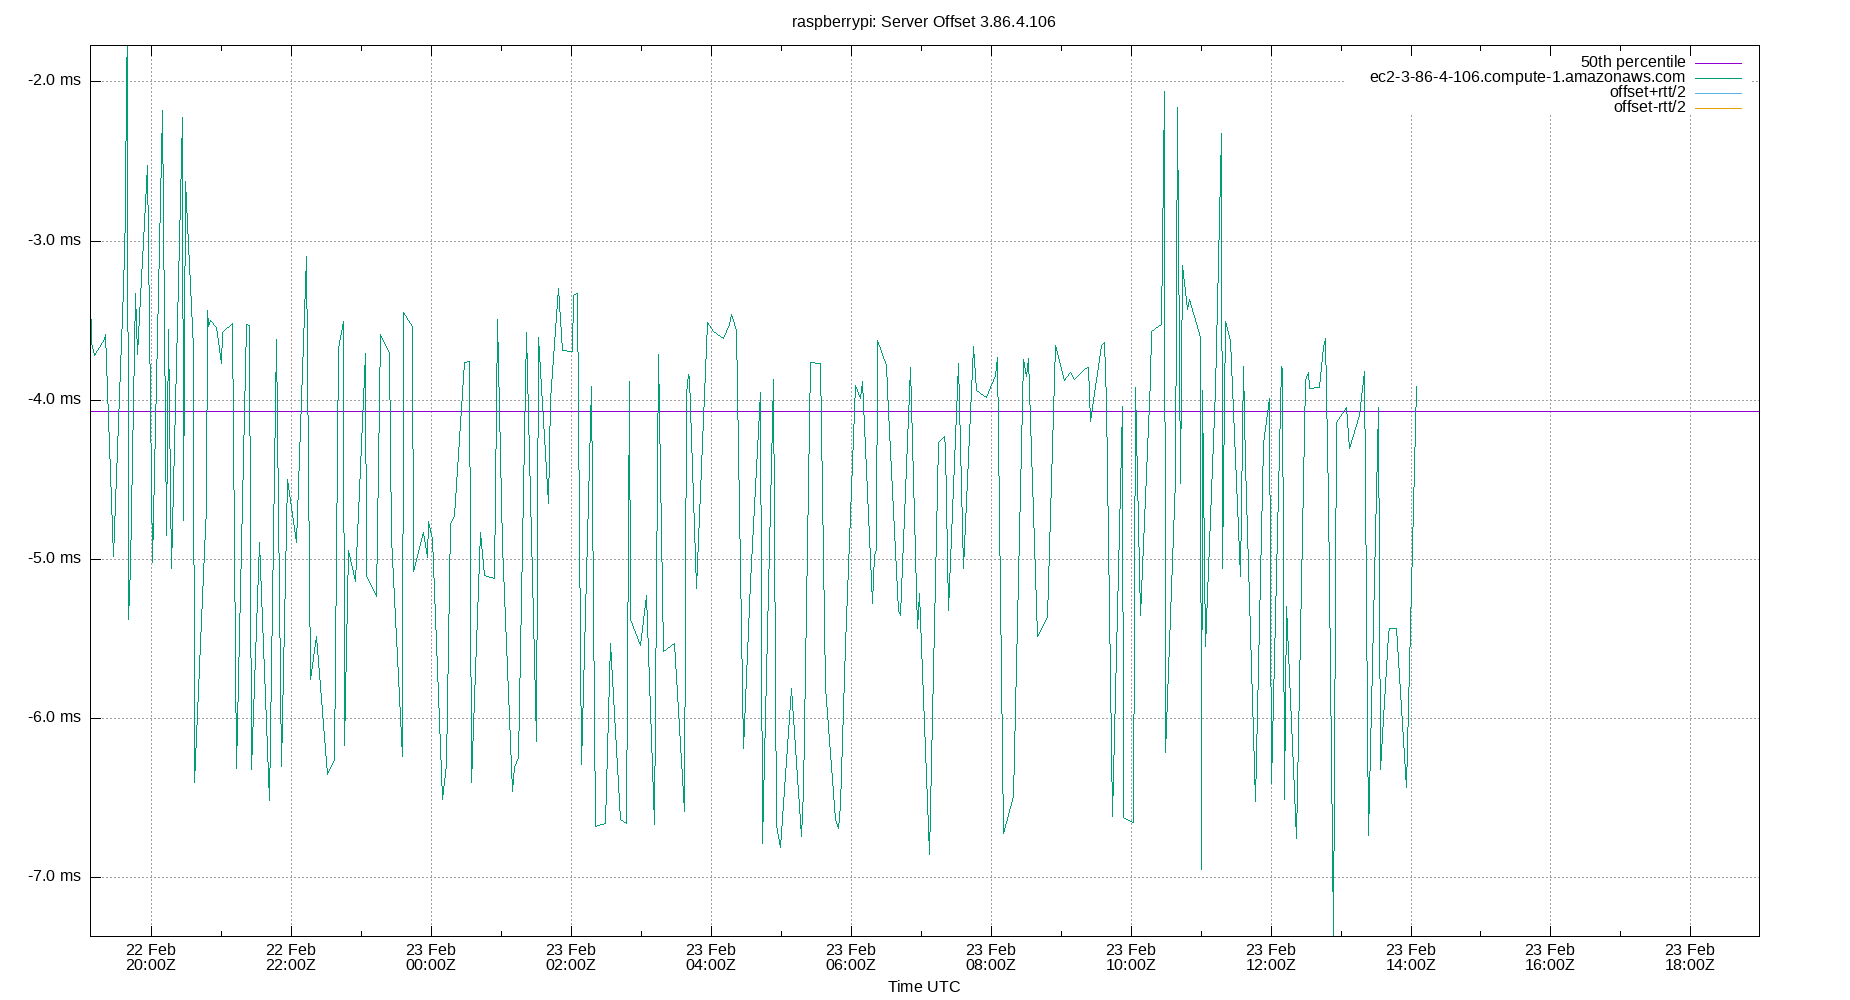 raspberrypi: Server Offset 3.86.4.106
50th percentile
ec2-3-86-4-106.compute-1.amazonaws.com
offset+rtt/2
offset-rtt/2
-2.0 ms
-3.0 ms
-4.0 ms
-5.0 ms
-6.0 ms
-7.0 ms
22 Feb 22 Feb 23 Feb 23 Feb 23 Feb 23 Feb 23 Feb 23 Feb 23 Feb 23 Feb 23 Feb 23 Feb
20:00Z 22:00Z 00:00Z 02:00Z 04:00Z 06:00Z 08:00Z 10:00Z 12:00Z 14:00Z 16:00Z 18:00Z
Time UTC